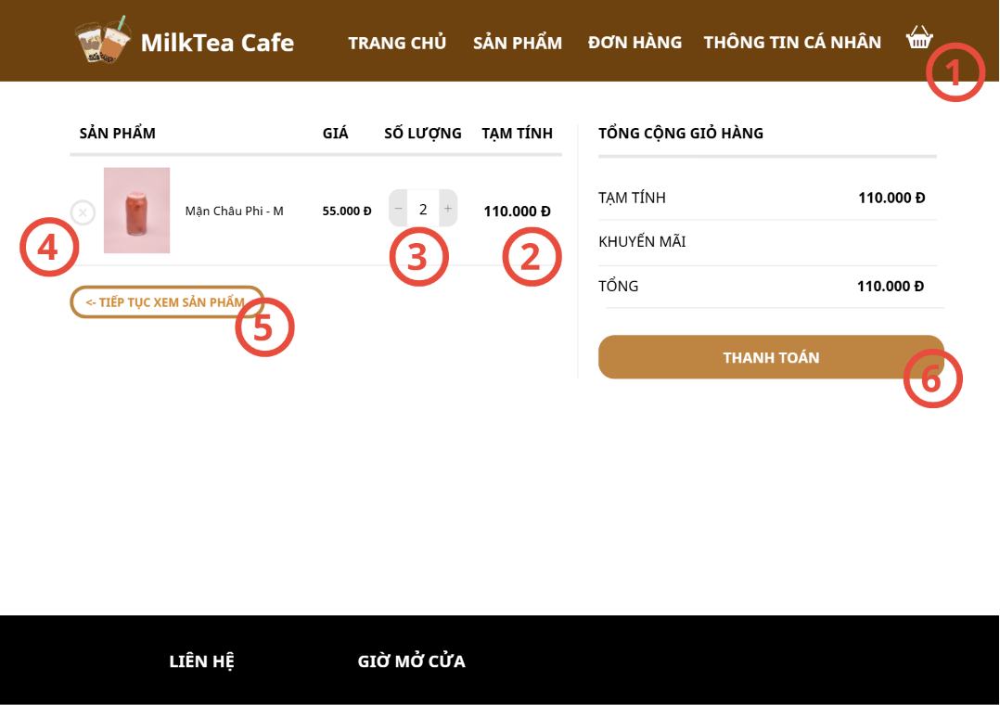 MilkTea Cafe TRANG CHỦ SẢN PHẨM ĐƠN HÀNG THÔNG TIN CÁ NHÂN
1
SẢN PHẨM GIÁ SỐ LƯỢNG TẠM TÍNH
Mận Châu Phi - M 55.000 Đ − 2 + 110.000 Đ
4 3 2
<- TIẾP TỤC XEM SẢN PHẨM
5
TỔNG CỘNG GIỎ HÀNG
TẠM TÍNH 110.000 Đ
KHUYẾN MÃI
TỔNG 110.000 Đ
THANH TOÁN
6
LIÊN HỆ GIỜ MỞ CỬA